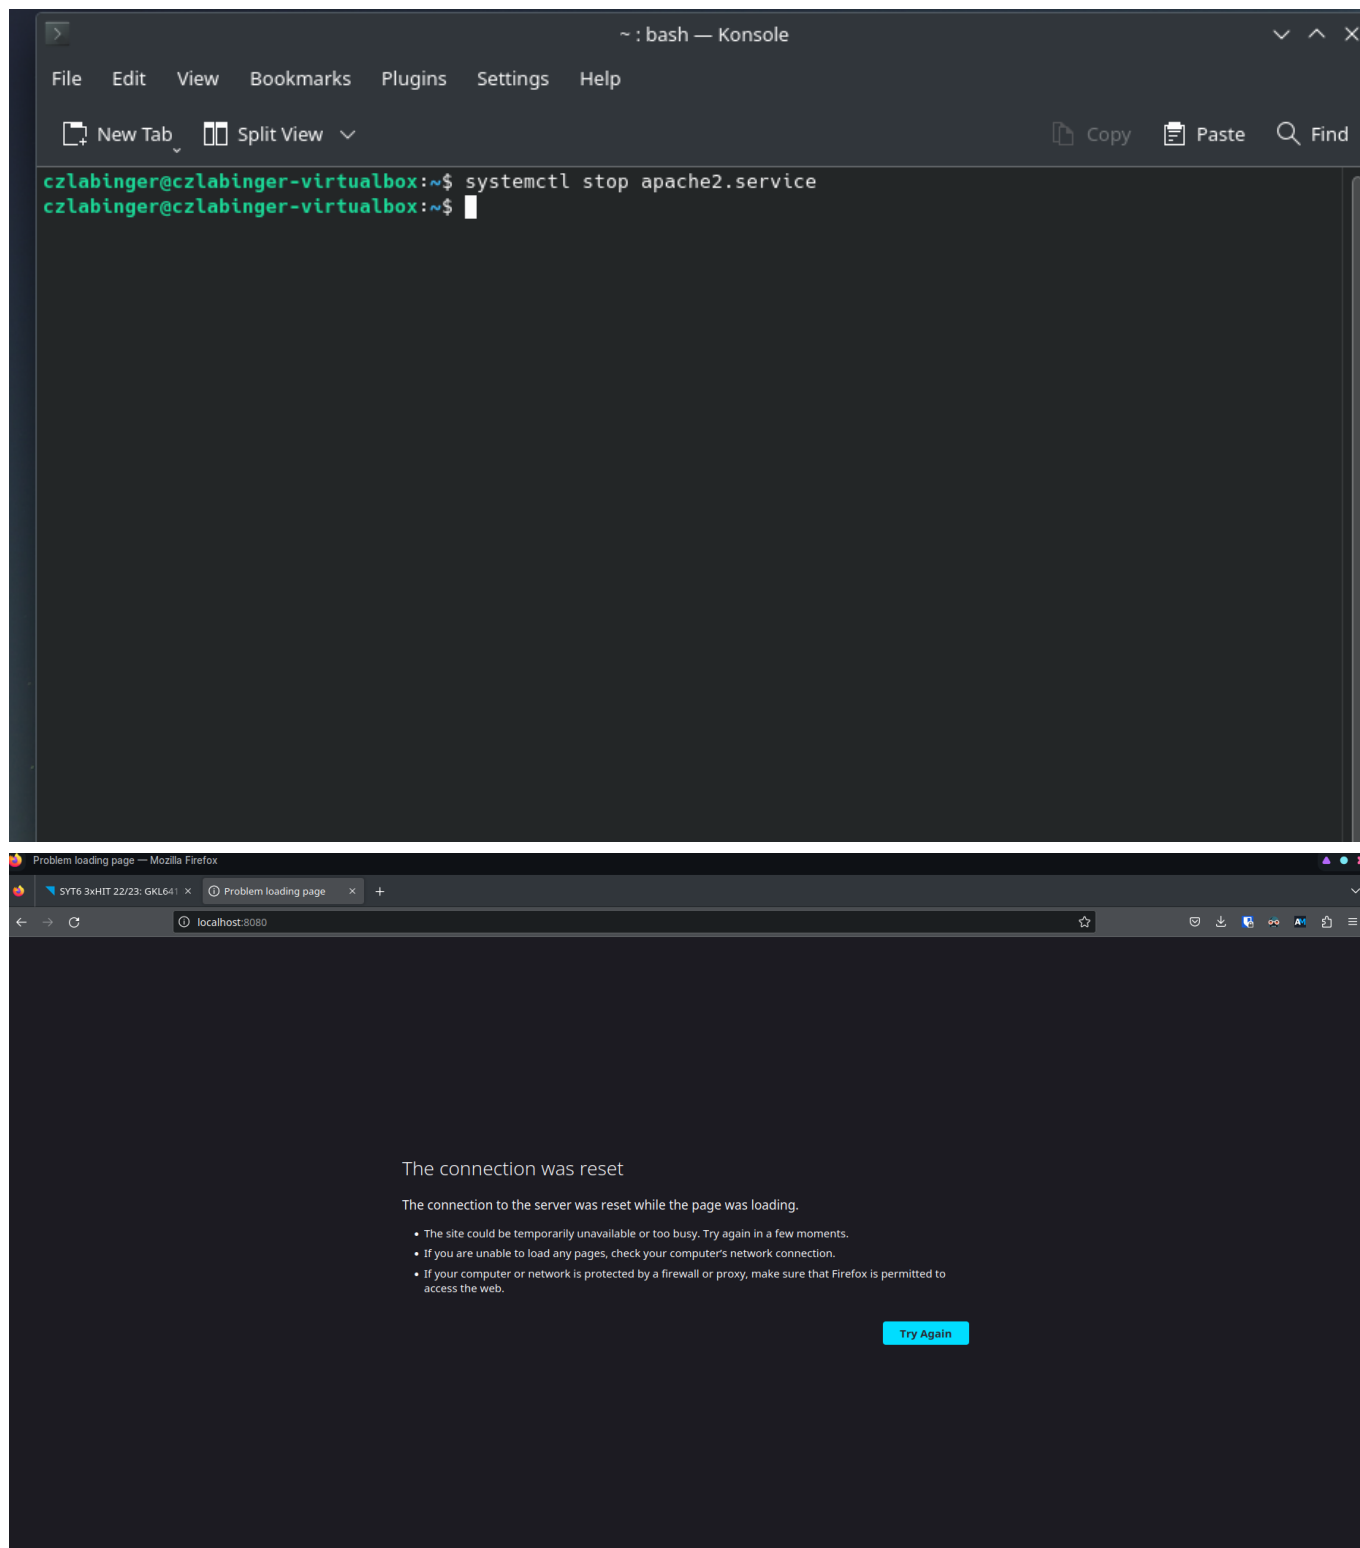 ~ : bash — Konsole
File Edit View Bookmarks Plugins Settings Help
New Tab Split View Copy Paste Find
czlabinger@czlabinger-virtualbox:~$ systemctl stop apache2.service
czlabinger@czlabinger-virtualbox:~$
Problem loading page — Mozilla Firefox
SYT6 3xHIT 22/23: GKL641 Problem loading page
localhost:8080
The connection was reset
The connection to the server was reset while the page was loading.
• The site could be temporarily unavailable or too busy. Try again in a few moments.
• If you are unable to load any pages, check your computer's network connection.
• If your computer or network is protected by a firewall or proxy, make sure that Firefox is permitted to
access the web.
Try Again